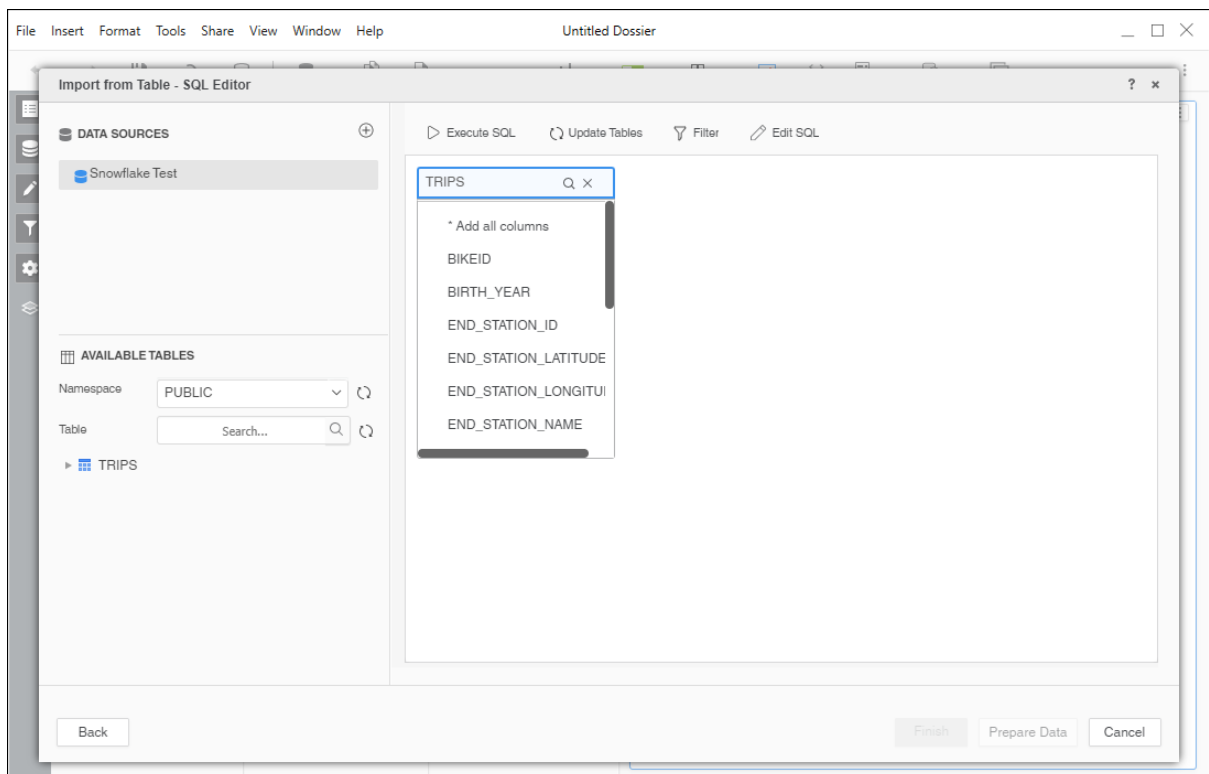 File Insert Format Tools Share View Window Help
Untitled Dossier
Import from Table - SQL Editor
?
DATA SOURCES
Snowflake Test
Execute SQL Update Tables Filter Edit SQL
TRIPS
* Add all columns
BIKEID
BIRTH_YEAR
END_STATION_ID
END_STATION_LATITUDE
END_STATION_LONGITU
END_STATION_NAME
AVAILABLE TABLES
Namespace PUBLIC
Table Search...
TRIPS
Back Finish Prepare Data Cancel